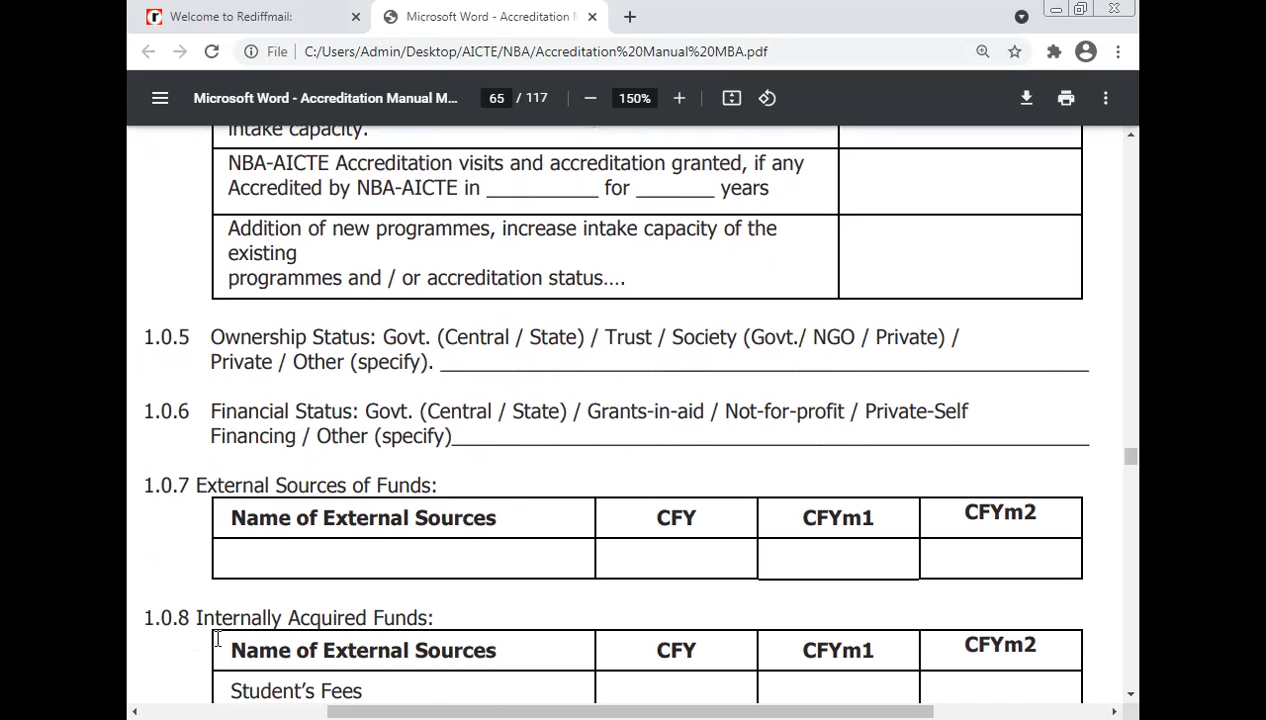 Welcome to Rediffmail:
Microsoft Word - Accreditation M
File
C:/Users/Admin/Desktop/AICTE/NBA/Accreditation%20Manual%20MBA.pdf
Microsoft Word - Accreditation Manual M...
65 / 117
150%
intake capacity.
NBA-AICTE Accreditation visits and accreditation granted, if any
Accredited by NBA-AICTE in __________ for _______ years
Addition of new programmes, increase intake capacity of the
existing
programmes and / or accreditation status....
1.0.5 Ownership Status: Govt. (Central / State) / Trust / Society (Govt./ NGO / Private) /
Private / Other (specify). ____________________
1.0.6 Financial Status: Govt. (Central / State) / Grants-in-aid / Not-for-profit / Private-Self
Financing / Other (specify)____________________
1.0.7 External Sources of Funds:
Name of External Sources CFY CFYm1 CFYm2
1.0.8 Internally Acquired Funds:
Name of External Sources CFY CFYm1 CFYm2
Student's Fees